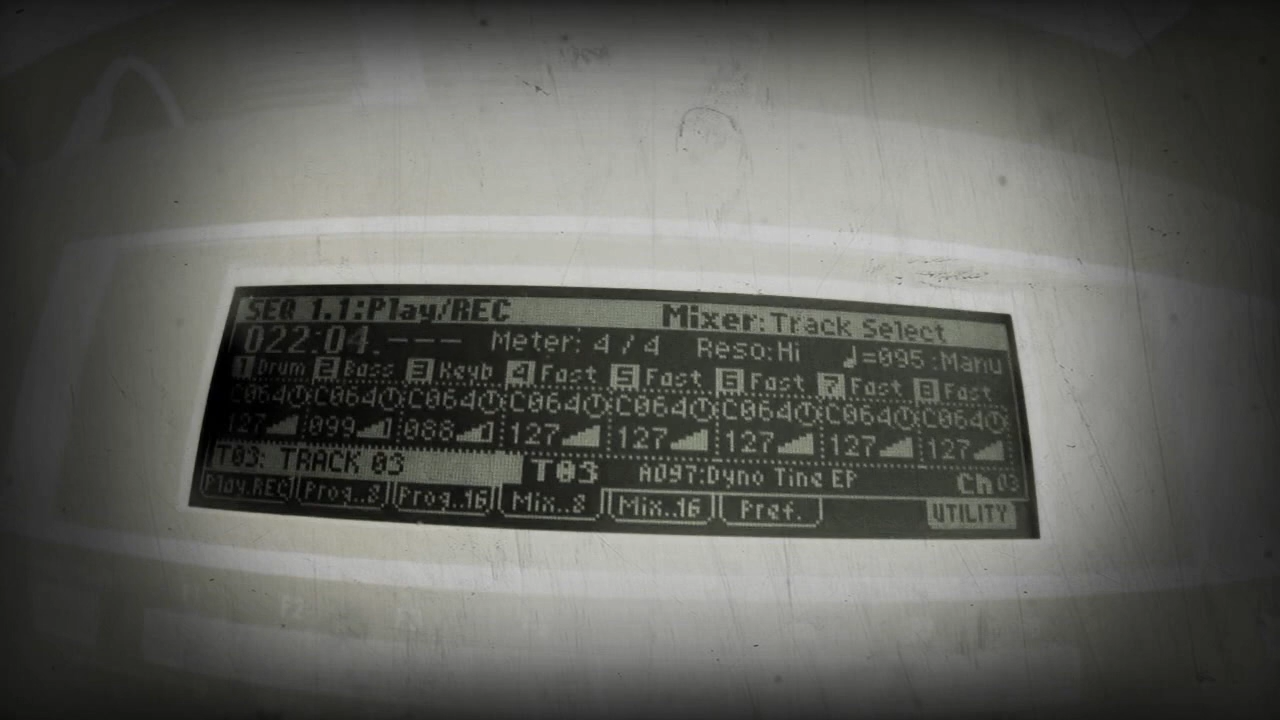 SEQ 1.1:Play/REC Mixer:Track Select
022:04.--- Meter: 4/4 Reso:Hi ♩=095:Manu
1 Drum 2 Bass 3 Keyb 4 Fast 5 Fast 6 Fast 7 Fast 8 Fast
C064 C064 C064 C064 C064 C064 C064 C064
127 099 088 127 127 127 127 127
T03: TRACK 03 T03 A097:Dyno Tine EP Ch03
Play.REC Prog..8 Prog..16 Mix..8 Mix..16 Pref. UTILITY
F2